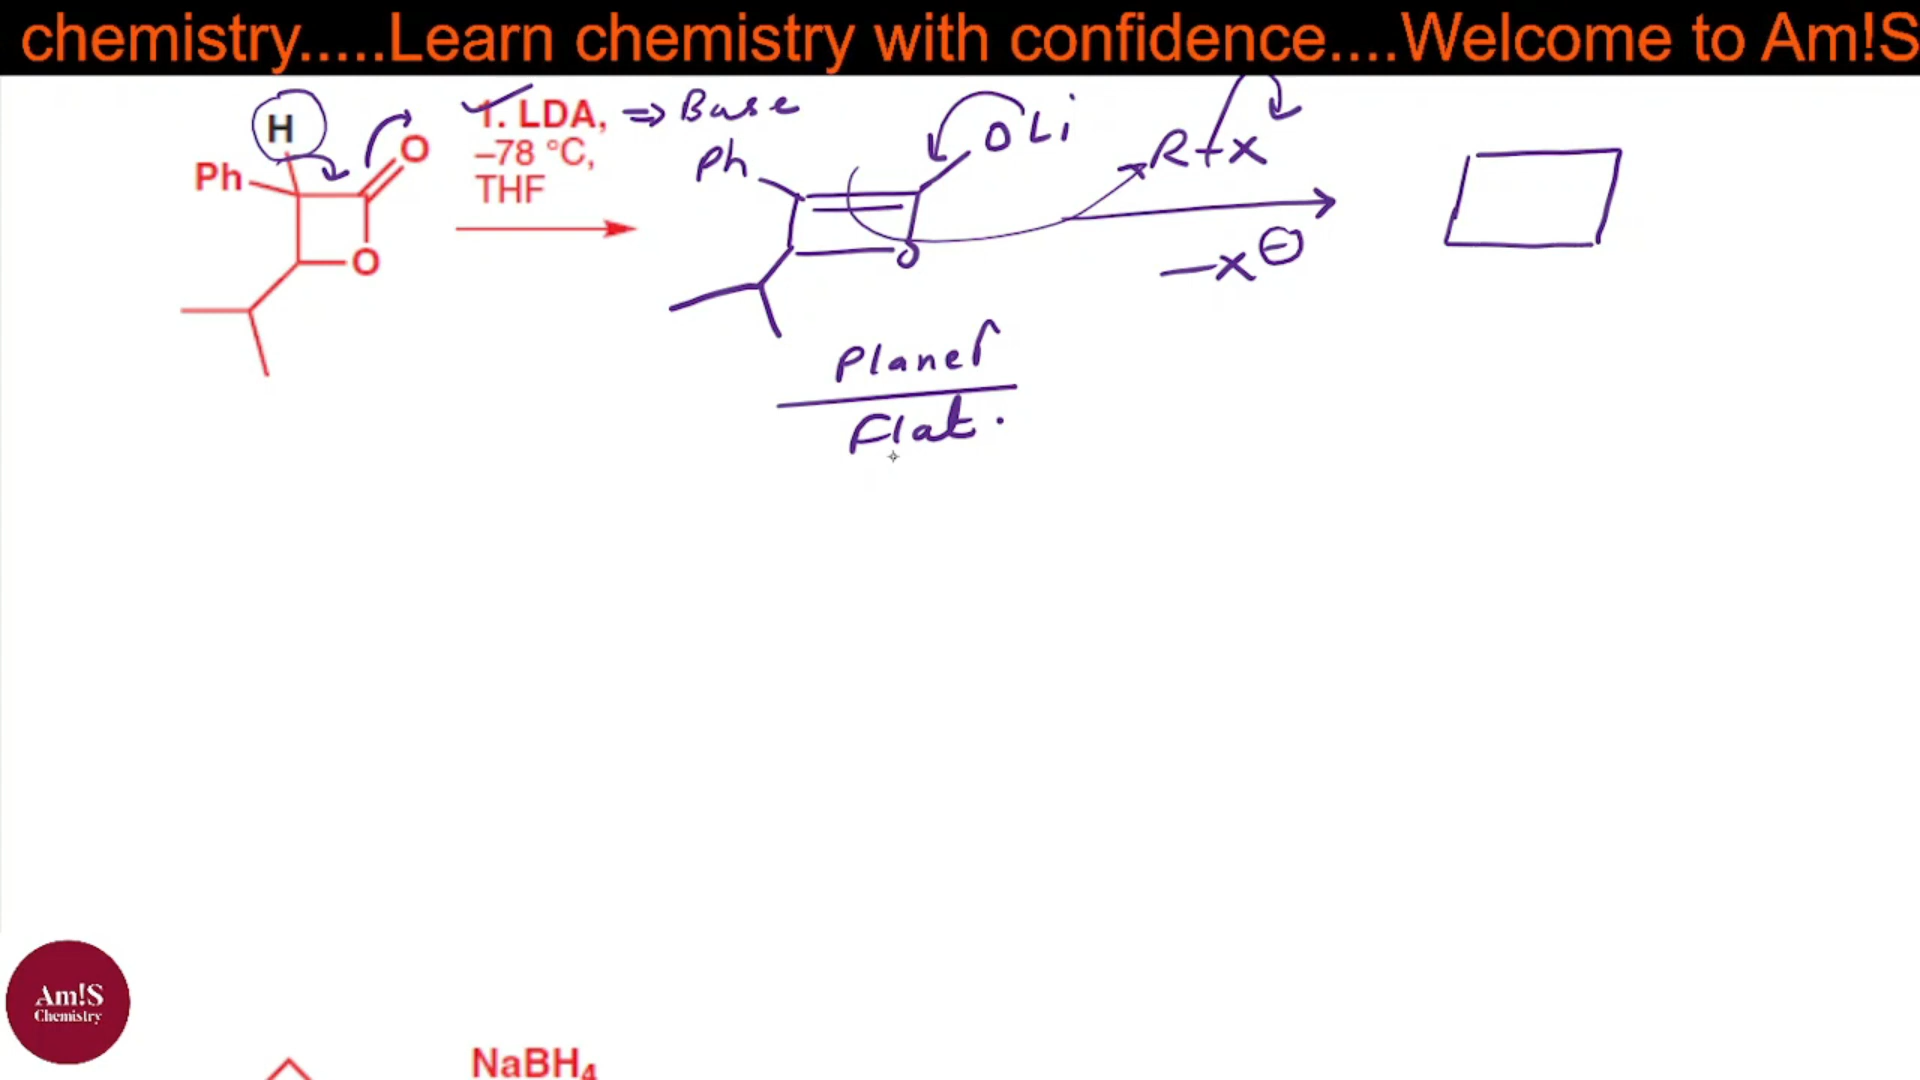 chemistry.....Learn chemistry with confidence....Welcome to Am!S
H
Ph
O
O
1. LDA,
–78 °C,
THF
⇒ Base
Ph
OLi
O
R–X
–X⊖
Planer
Flat.
Am!S
Chemistry
NaBH4